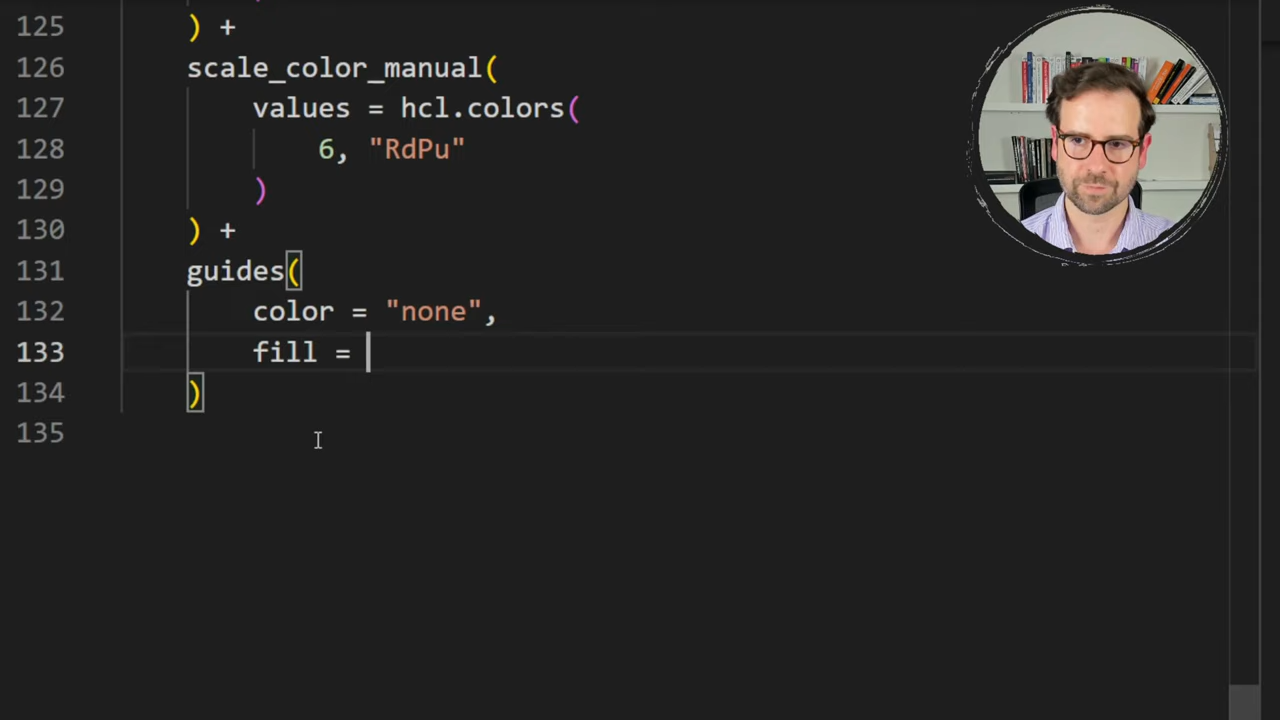 125 ) +
126 scale_color_manual(
127 values = hcl.colors(
128 6, "RdPu"
129 )
130 ) +
131 guides(
132 color = "none",
133 fill =
134 )
135